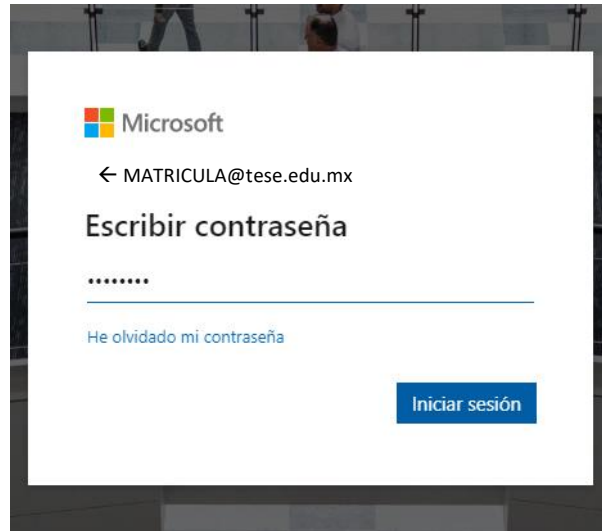 Microsoft
← MATRICULA@tese.edu.mx
Escribir contraseña
••••••••
He olvidado mi contraseña
Iniciar sesión